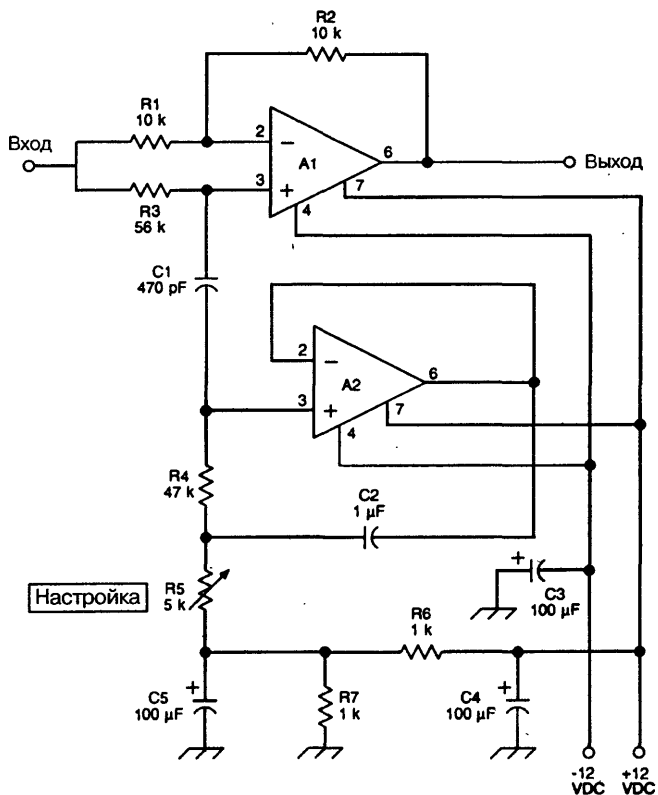 R2
10 k
R1
10 k
Вход
2
−
A1
6
Выход
3
+
7
4
R3
56 k
C1
470 pF
2
−
A2
6
3
+
7
4
R4
47 k
C2
1 µF
Настройка
R5
5 k
+
C3
100 µF
R6
1 k
+
C5
100 µF
R7
1 k
+
C4
100 µF
-12
VDC
+12
VDC